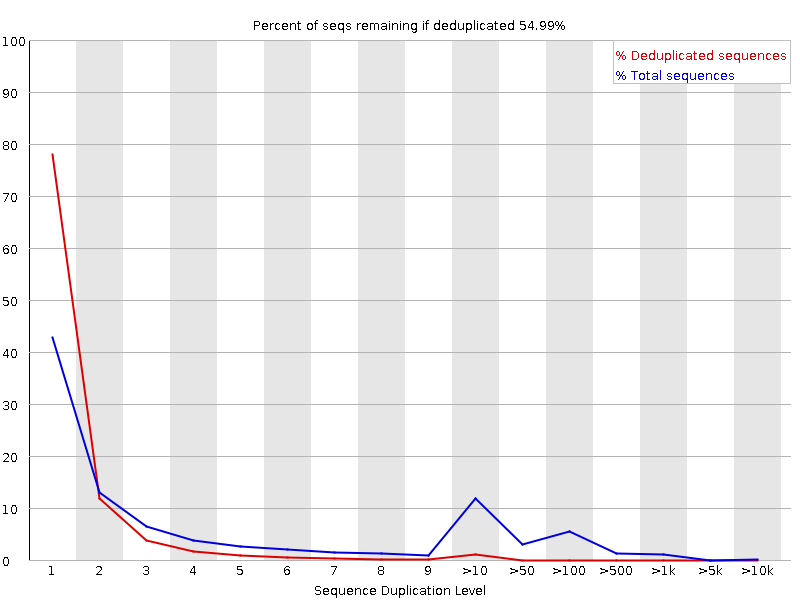 Percent of seqs remaining if deduplicated 54.99%
% Deduplicated sequences
% Total sequences
100
90
80
70
60
50
40
30
20
10
0
1 2 3 4 5 6 7 8 9 >10 >50 >100 >500 >1k >5k >10k
Sequence Duplication Level